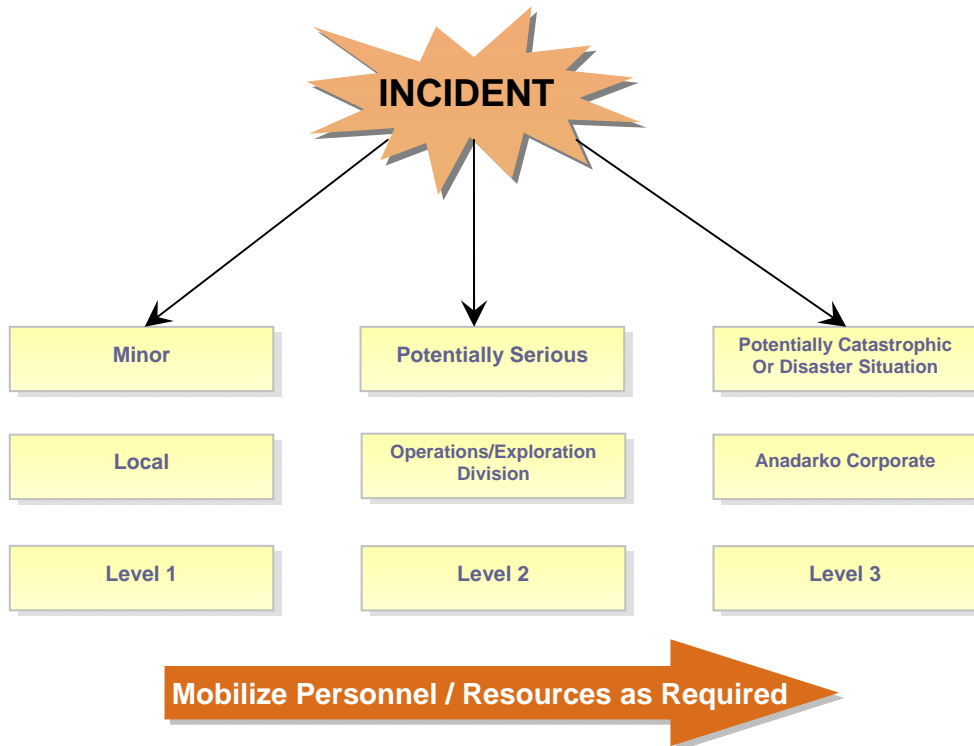 INCIDENT
Minor
Potentially Serious
Potentially Catastrophic
Or Disaster Situation
Local
Operations/Exploration
Division
Anadarko Corporate
Level 1
Level 2
Level 3
Mobilize Personnel / Resources as Required